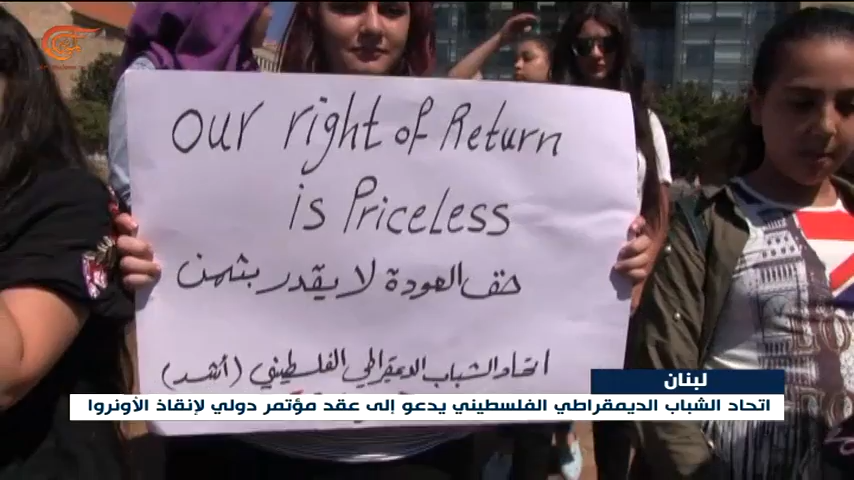 Our right of Return
is Priceless
حق العودة لا يقدر بثمن
اتحاد الشباب الديمقراطي الفلسطيني (أشد)
لبنان
اتحاد الشباب الديمقراطي الفلسطيني يدعو إلى عقد مؤتمر دولي لإنقاذ الأونروا